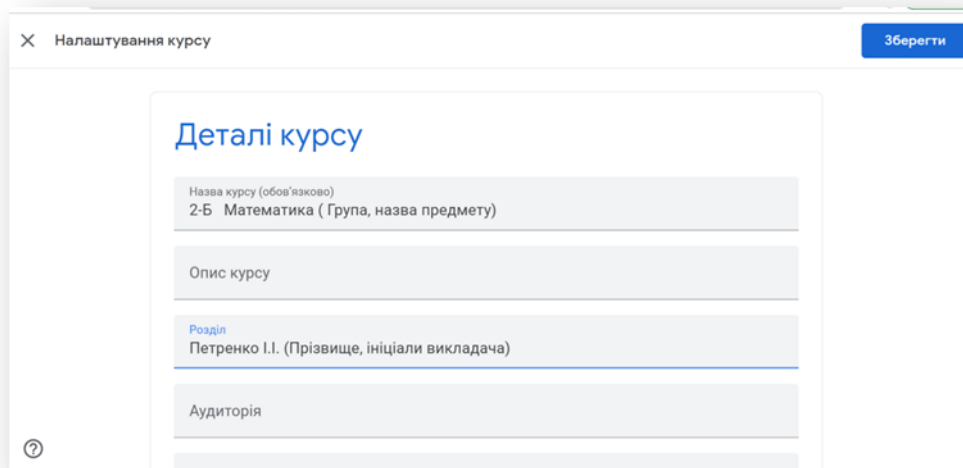 Налаштування курсу
Зберегти
Деталі курсу
Назва курсу (обов'язково)
2-Б Математика ( Група, назва предмету)
Опис курсу
Розділ
Петренко І.І. (Прізвище, ініціали викладача)
Аудиторія